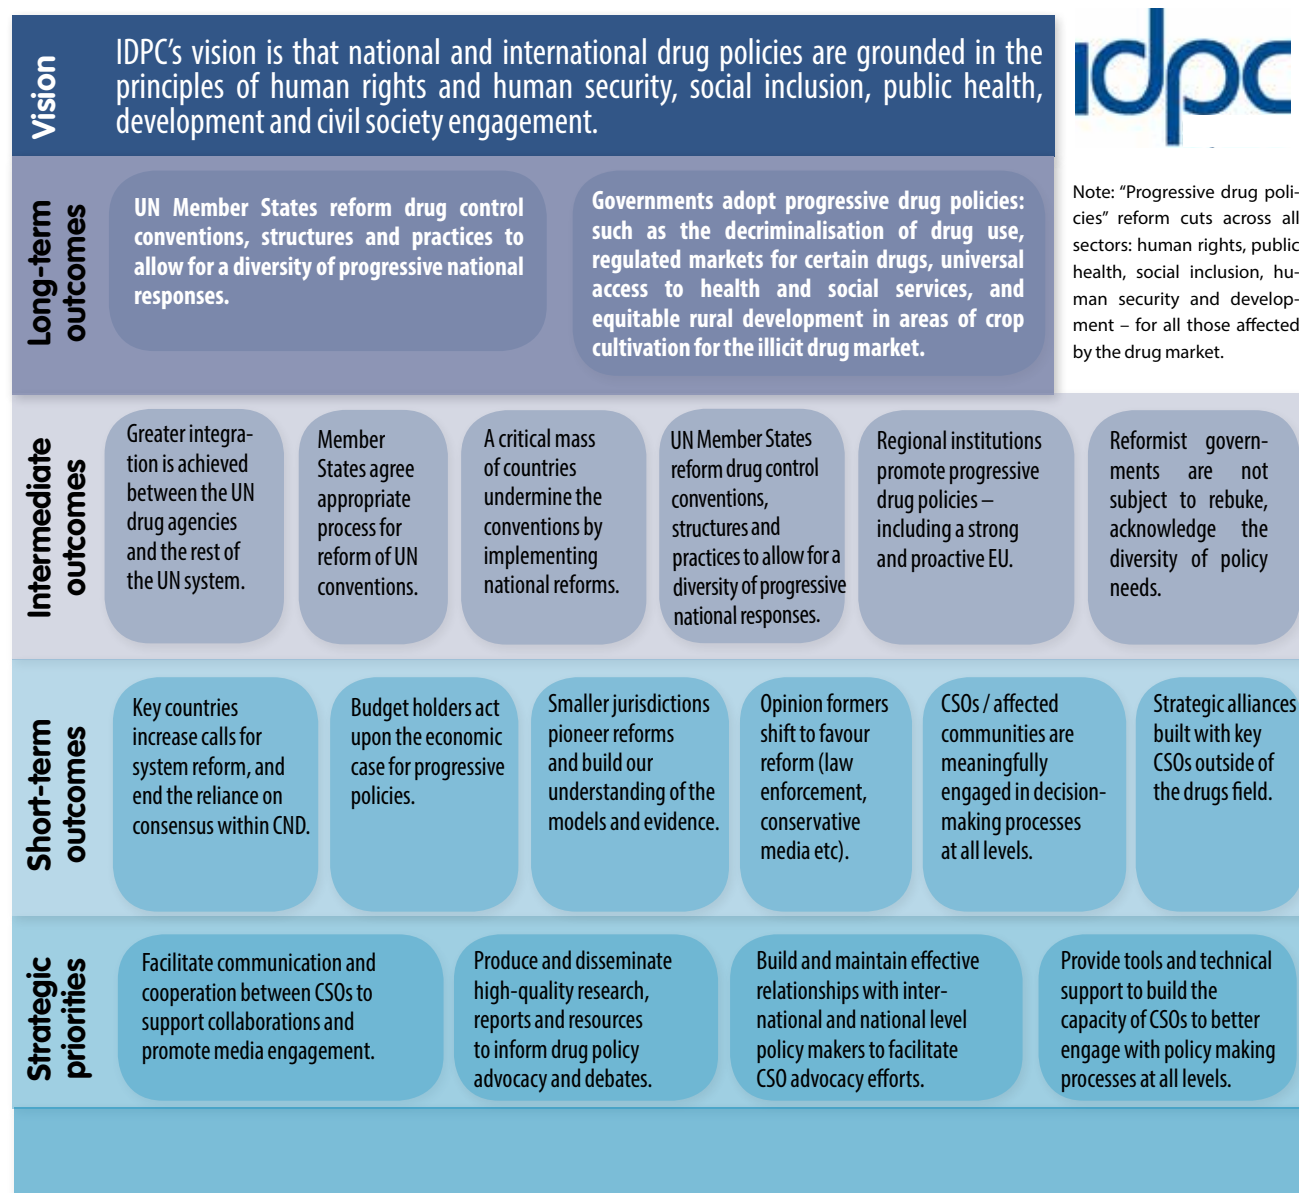 Vision
IDPC's vision is that national and international drug policies are grounded in the
principles of human rights and human security, social inclusion, public health,
development and civil society engagement.
idpc
Note: "Progressive drug poli-
cies" reform cuts across all
sectors: human rights, public
health, social inclusion, hu-
man security and develop-
ment – for all those affected
by the drug market.
Long-term
outcomes
UN Member States reform drug control
conventions, structures and practices to
allow for a diversity of progressive national
responses.
Governments adopt progressive drug policies:
such as the decriminalisation of drug use,
regulated markets for certain drugs, universal
access to health and social services, and
equitable rural development in areas of crop
cultivation for the illicit drug market.
Intermediate
outcomes
Greater integra-
tion is achieved
between the UN
drug agencies
and the rest of
the UN system.
Member
States agree
appropriate
process for
reform of UN
conventions.
A critical mass
of countries
undermine the
conventions by
implementing
national reforms.
UN Member States
reform drug control
conventions,
structures and
practices to allow for a
diversity of progressive
national responses.
Regional institutions
promote progressive
drug policies –
including a strong
and proactive EU.
Reformist govern-
ments are not
subject to rebuke,
acknowledge the
diversity of policy
needs.
Short-term
outcomes
Key countries
increase calls for
system reform, and
end the reliance on
consensus within CND.
Budget holders act
upon the economic
case for progressive
policies.
Smaller jurisdictions
pioneer reforms
and build our
understanding of the
models and evidence.
Opinion formers
shift to favour
reform (law
enforcement,
conservative
media etc).
CSOs / affected
communities are
meaningfully
engaged in decision-
making processes
at all levels.
Strategic alliances
built with key
CSOs outside of
the drugs field.
Strategic
priorities
Facilitate communication and
cooperation between CSOs to
support collaborations and
promote media engagement.
Produce and disseminate
high-quality research,
reports and resources
to inform drug policy
advocacy and debates.
Build and maintain effective
relationships with inter-
national and national level
policy makers to facilitate
CSO advocacy efforts.
Provide tools and technical
support to build the
capacity of CSOs to better
engage with policy making
processes at all levels.